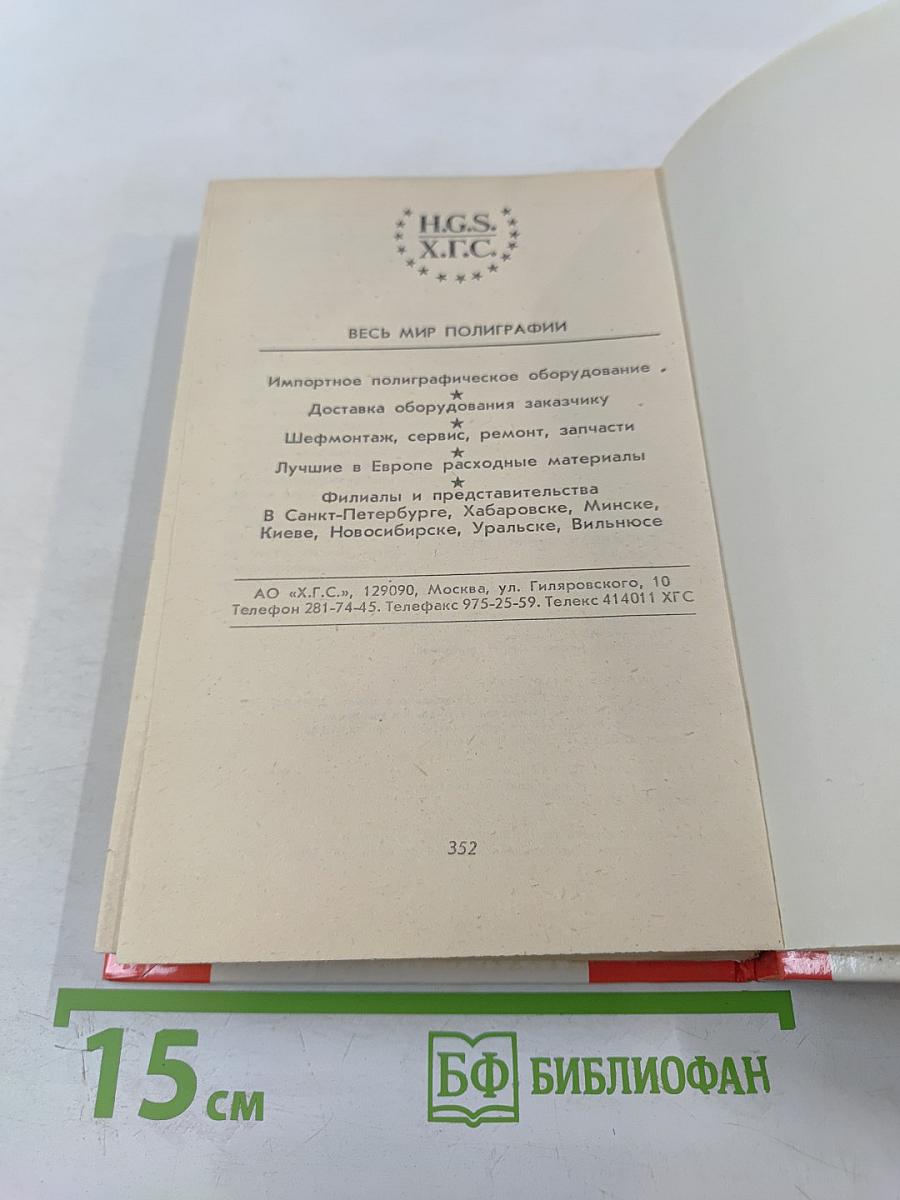 H.G.S.
Х.Г.С.
ВЕСЬ МИР ПОЛИГРАФИИ
Импортное полиграфическое оборудование
Доставка оборудования заказчику
Шефмонтаж, сервис, ремонт, запчасти
Лучшие в Европе расходные материалы
Филиалы и представительства
В Санкт-Петербурге, Хабаровске, Минске,
Киеве, Новосибирске, Уральске, Вильнюсе
АО «Х.Г.С.», 129090, Москва, ул. Гиляровского, 10
Телефон 281-74-45. Телефакс 975-25-59. Телекс 414011 ХГС
352
15 см
БФ БИБЛИОФАН